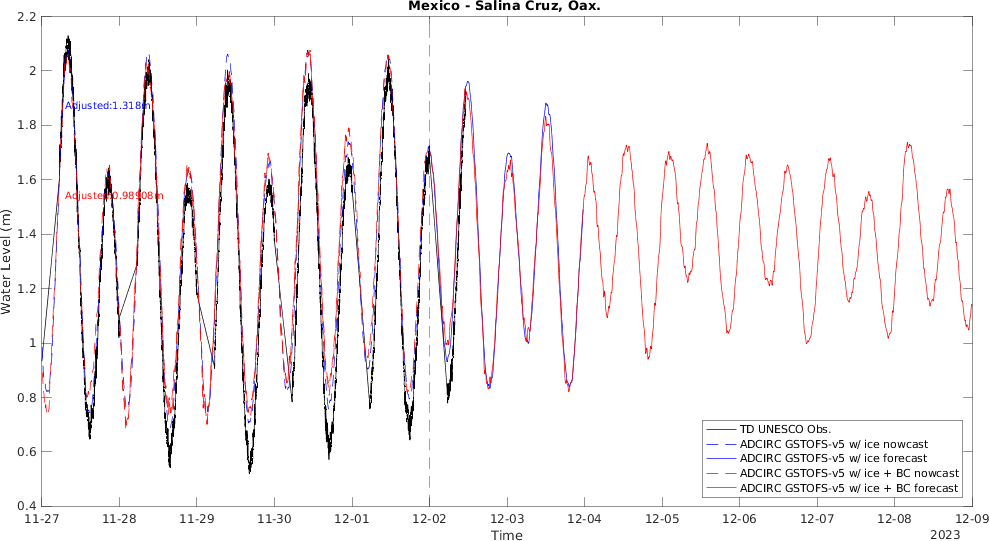 Mexico - Salina Cruz, Oax.
2.2
2
1.8
1.6
1.4
1.2
1
0.8
0.6
0.4
Water Level (m)
Adjusted:1.318m
Adjusted:0.98908m
TD UNESCO Obs.
ADCIRC GSTOFS-v5 w/ ice nowcast
ADCIRC GSTOFS-v5 w/ ice forecast
ADCIRC GSTOFS-v5 w/ ice + BC nowcast
ADCIRC GSTOFS-v5 w/ ice + BC forecast
11-27 11-28 11-29 11-30 12-01 12-02 12-03 12-04 12-05 12-06 12-07 12-08 12-09
Time
2023